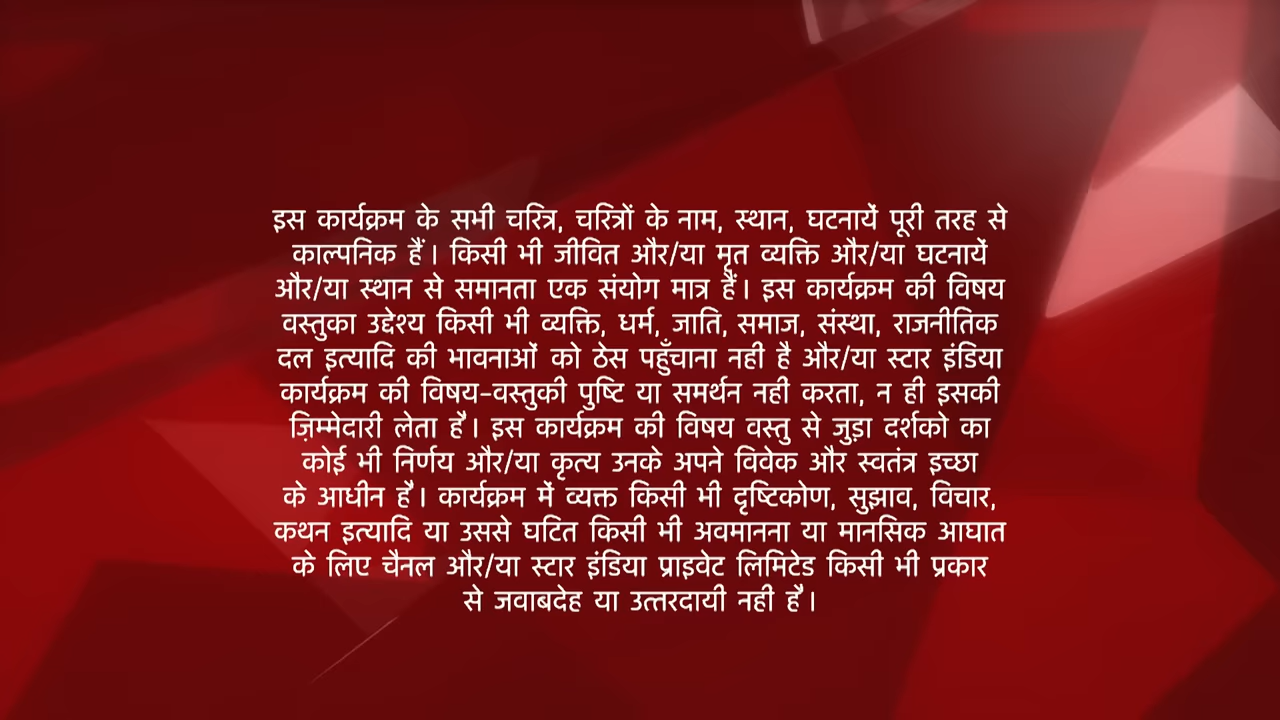 इस कार्यक्रम के सभी चरित्र, चरित्रों के नाम, स्थान, घटनायें पूरी तरह से
काल्पनिक हैं। किसी भी जीवित और/या मृत व्यक्ति और/या घटनायें
और/या स्थान से समानता एक संयोग मात्र हैं। इस कार्यक्रम की विषय
वस्तुका उद्देश्य किसी भी व्यक्ति, धर्म, जाति, समाज, संस्था, राजनीतिक
दल इत्यादि की भावनाओं को ठेस पहुँचाना नही है और/या स्टार इंडिया
कार्यक्रम की विषय-वस्तुकी पुष्टि या समर्थन नही करता, न ही इसकी
ज़िम्मेदारी लेता है। इस कार्यक्रम की विषय वस्तु से जुड़ा दर्शको का
कोई भी निर्णय और/या कृत्य उनके अपने विवेक और स्वतंत्र इच्छा
के आधीन है। कार्यक्रम में व्यक्त किसी भी दृष्टिकोण, सुझाव, विचार,
कथन इत्यादि या उससे घटित किसी भी अवमानना या मानसिक आघात
के लिए चैनल और/या स्टार इंडिया प्राइवेट लिमिटेड किसी भी प्रकार
से जवाबदेह या उत्तरदायी नही है।